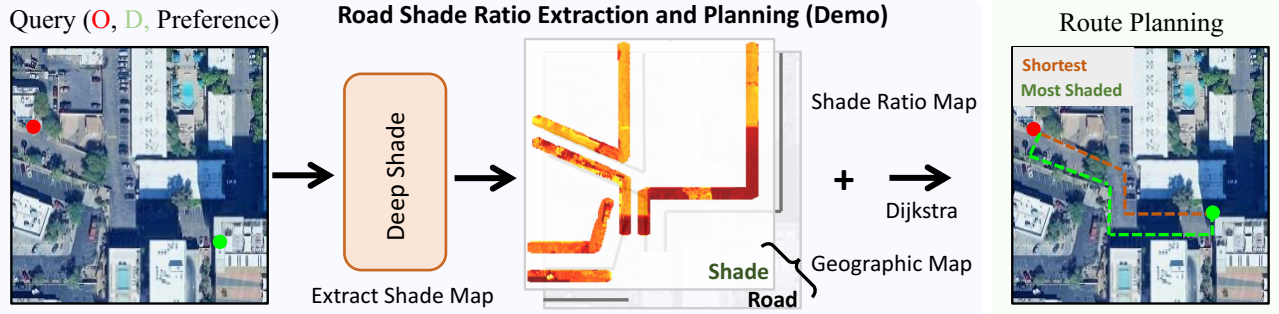 Query (O, D, Preference)
Road Shade Ratio Extraction and Planning (Demo)
Route Planning
Deep Shade
Extract Shade Map
Shade
Road
Shade Ratio Map
+
Dijkstra
Geographic Map
Shortest
Most Shaded